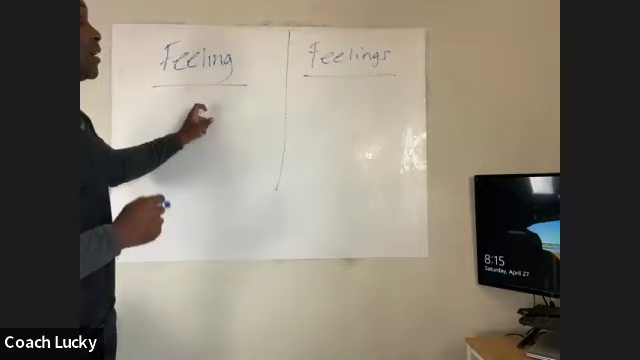 Feeling
Feelings
8:15
Saturday, April 27
Coach Lucky